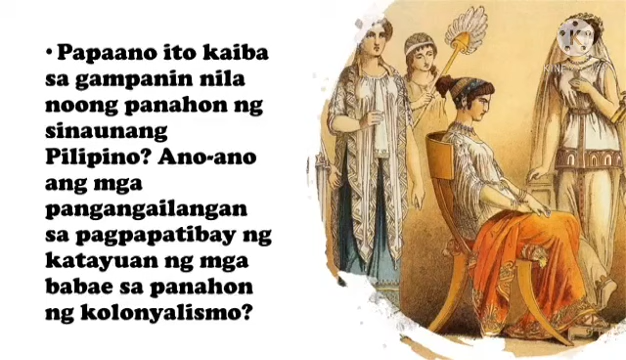 • Papaano ito kaiba
sa gampanin nila
noong panahon ng
sinaunang
Pilipino? Ano-ano
ang mga
pangangailangan
sa pagpapatibay ng
katayuan ng mga
babae sa panahon
ng kolonyalismo?